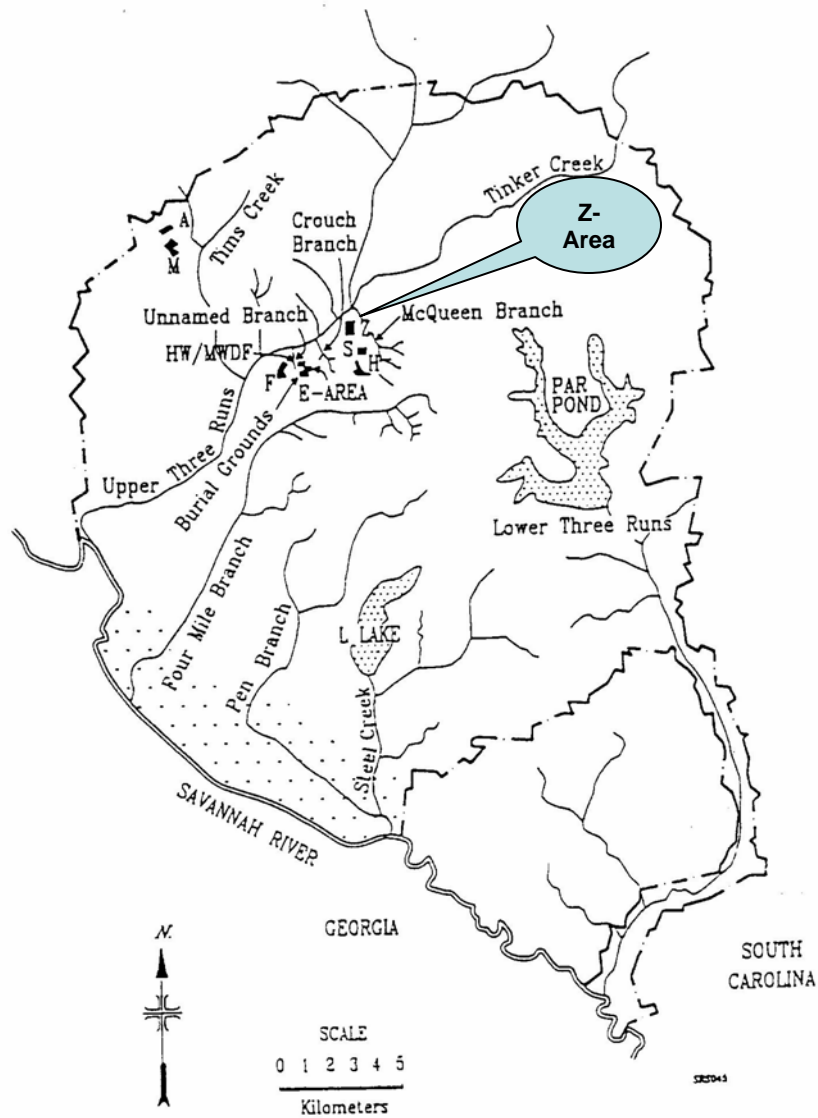 Tinker Creek
Z-
Area
Crouch
Branch
Tims Creek
A
M
Unnamed Branch
McQueen Branch
Z
HW/MWDF
S
H
F
E-AREA
PAR
POND
Upper Three Runs
Burial Grounds
Lower Three Runs
Four Mile Branch
Pen Branch
L LAKE
Steel Creek
SAVANNAH RIVER
N.
GEORGIA
SOUTH
CAROLINA
SCALE
0 1 2 3 4 5
Kilometers